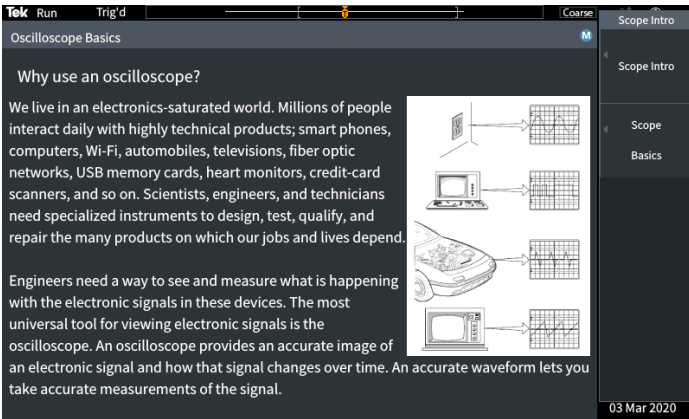 Tek Run Trig'd Coarse
Scope Intro
Oscilloscope Basics M
Why use an oscilloscope?
Scope Intro
We live in an electronics-saturated world. Millions of people
interact daily with highly technical products; smart phones,
computers, Wi-Fi, automobiles, televisions, fiber optic
networks, USB memory cards, heart monitors, credit-card
scanners, and so on. Scientists, engineers, and technicians
need specialized instruments to design, test, qualify, and
repair the many products on which our jobs and lives depend.
Scope
Basics
Engineers need a way to see and measure what is happening
with the electronic signals in these devices. The most
universal tool for viewing electronic signals is the
oscilloscope. An oscilloscope provides an accurate image of
an electronic signal and how that signal changes over time. An accurate waveform lets you
take accurate measurements of the signal.
03 Mar 2020